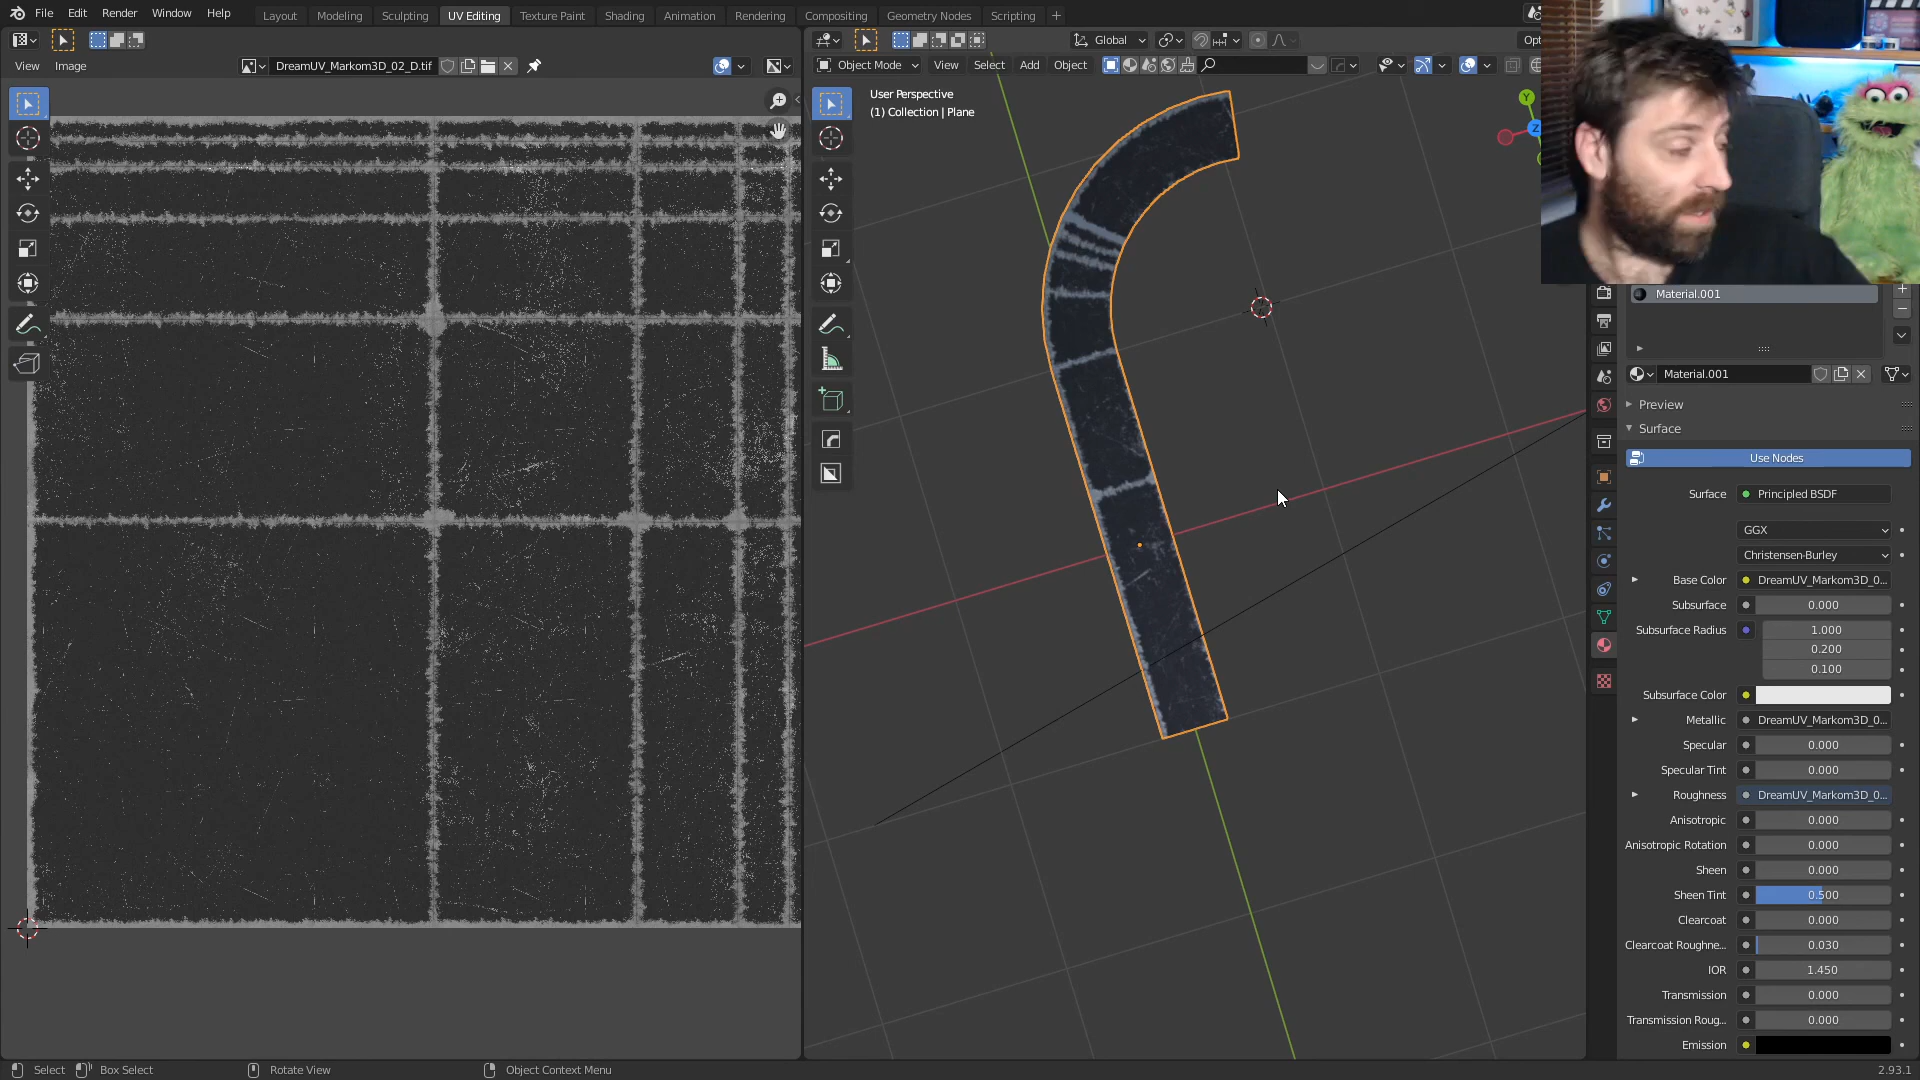 File Edit Render Window Help Layout Modeling Sculpting UV Editing Texture Paint Shading Animation Rendering Compositing Geometry Nodes Scripting +
Global
View Image DreamUV_Markom3D_02_D.tif
Object Mode View Select Add Object
User Perspective
(1) Collection | Plane
Y
Z
Material.001
Material.001
Preview
Surface
Use Nodes
Surface Principled BSDF
GGX
Christensen-Burley
Base Color DreamUV_Markom3D_0...
Subsurface 0.000
Subsurface Radius 1.000
0.200
0.100
Subsurface Color
Metallic DreamUV_Markom3D_0...
Specular 0.000
Specular Tint 0.000
Roughness DreamUV_Markom3D_0...
Anisotropic 0.000
Anisotropic Rotation 0.000
Sheen 0.000
Sheen Tint 0.500
Clearcoat 0.000
Clearcoat Roughne... 0.030
IOR 1.450
Transmission 0.000
Transmission Roug... 0.000
Emission
Select Box Select Rotate View Object Context Menu 2.93.1